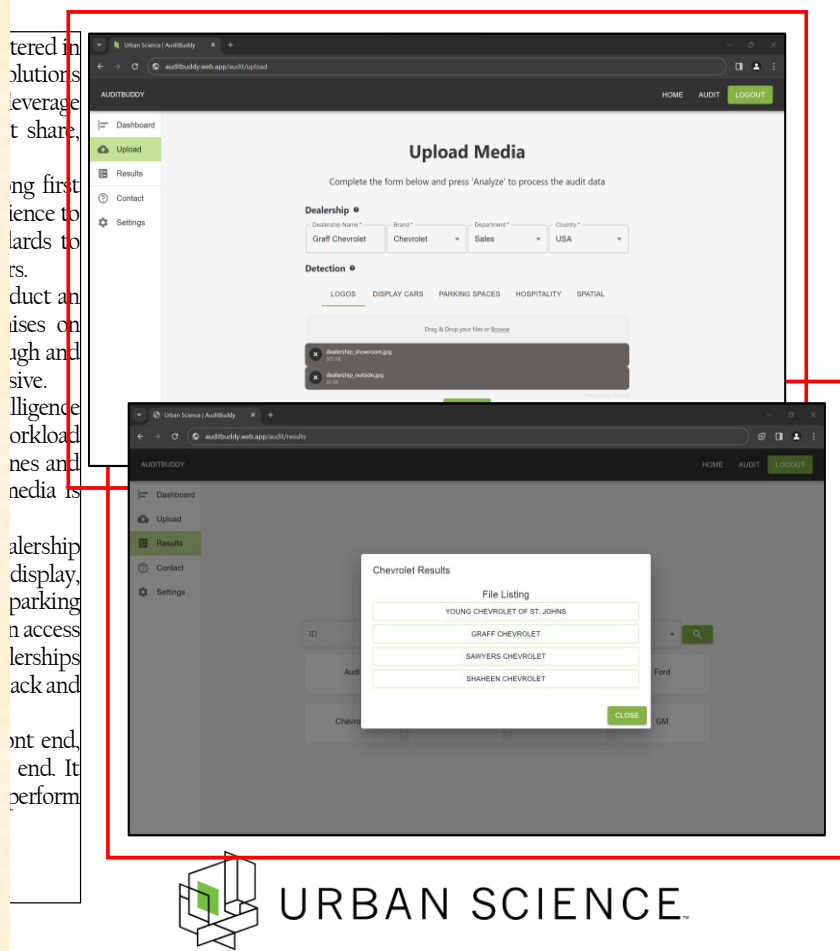 tered in
olutions
leverage
t share,
ong first
ience to
dards to
rs.
duct an
ises on
ugh and
sive.
lligence
orkload
nes and
media is
alership
display,
parking
n access
lerships
ack and
ont end,
end. It
perform
Urban Science | AuditBuddy
auditbuddy.web.app/audit/upload
AUDITBUDDY HOME AUDIT LOGOUT
Dashboard
Upload
Results
Contact
Settings
Upload Media
Complete the form below and press 'Analyze' to process the audit data
Dealership
Dealership Name * Brand * Department * Country *
Graff Chevrolet Chevrolet Sales USA
Detection
LOGOS DISPLAY CARS PARKING SPACES HOSPITALITY SPATIAL
Drag & Drop your files or Browse
dealership_showroom.jpg
dealership_outside.jpg
Urban Science | AuditBuddy
auditbuddy.web.app/audit/results
AUDITBUDDY HOME AUDIT LOGOUT
Dashboard
Upload
Results
Contact
Settings
Chevrolet Results
File Listing
YOUNG CHEVROLET OF ST. JOHNS
GRAFF CHEVROLET
SAWYERS CHEVROLET
SHAHEEN CHEVROLET
CLOSE
ID
Audi Ford
Chevro GM
URBAN SCIENCE